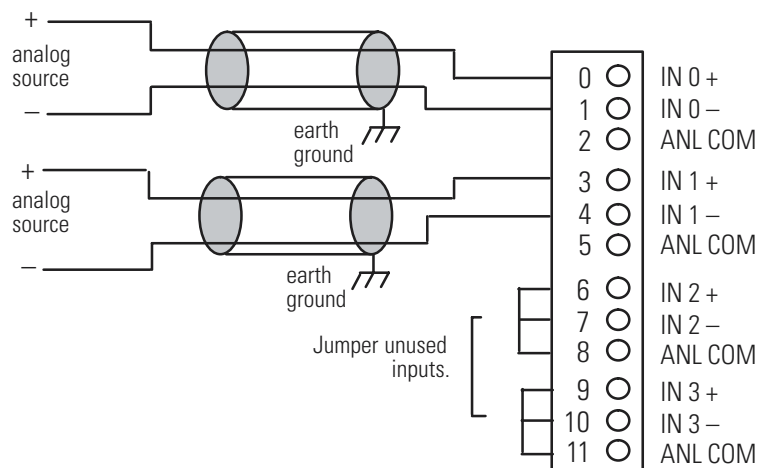 +
analog
source
–
earth
ground
+
analog
source
–
earth
ground
Jumper unused
inputs.
0 IN 0 +
1 IN 0 –
2 ANL COM
3 IN 1 +
4 IN 1 –
5 ANL COM
6 IN 2 +
7 IN 2 –
8 ANL COM
9 IN 3 +
10 IN 3 –
11 ANL COM